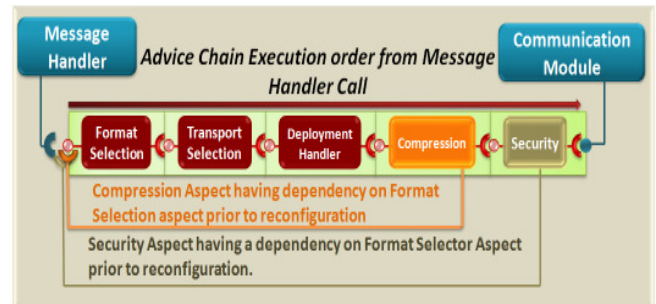 Message
Handler
Advice Chain Execution order from Message
Handler Call
Communication
Module
Format
Selection
Transport
Selection
Deployment
Handler
Compression
Security
Compression Aspect having dependency on Format
Selection aspect prior to reconfiguration
Security Aspect having a dependency on Format Selector Aspect
prior to reconfiguration.